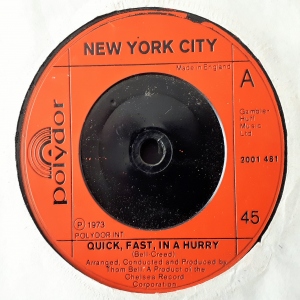 NEW YORK CITY
Made in England
A
Gamble-
Huff
Music
Ltd
2001 481
polydor
45
P 1973
POLYDOR INT.
QUICK, FAST, IN A HURRY
(Bell-Creed)
Arranged, Conducted and Produced by
Thom Bell. A Product of the
Chelsea Record
Corporation